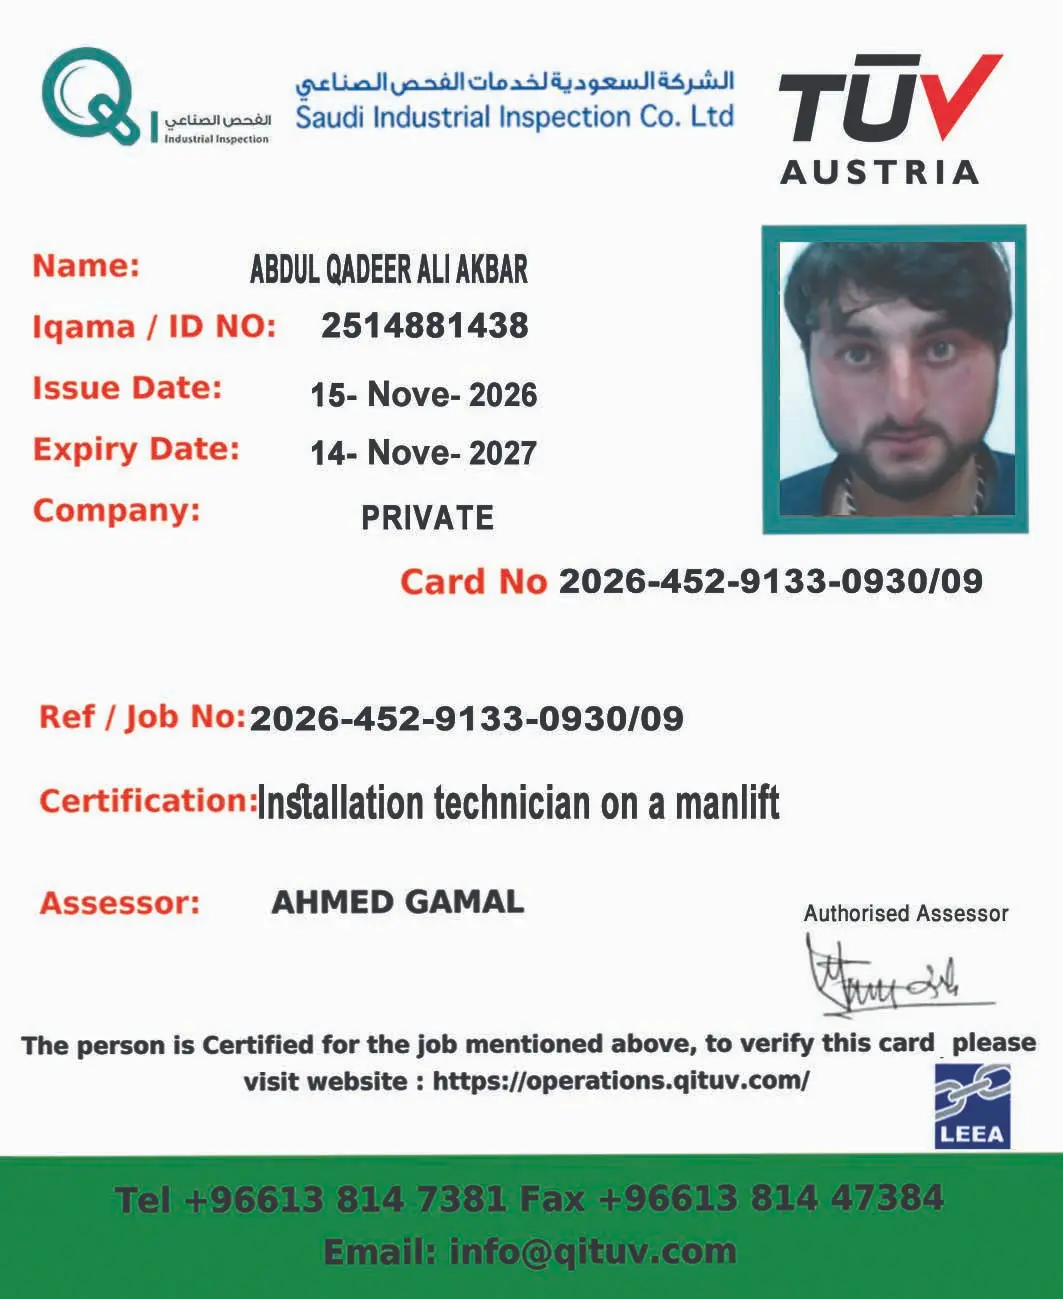 الفحص الصناعي
Industrial Inspection
الشركة السعودية لخدمات الفحص الصناعي
Saudi Industrial Inspection Co. Ltd
TÜV
AUSTRIA
Name: ABDUL QADEER ALI AKBAR
Iqama / ID NO: 2514881438
Issue Date: 15- Nove- 2026
Expiry Date: 14- Nove- 2027
Company: PRIVATE
Card No 2026-452-9133-0930/09
Ref / Job No: 2026-452-9133-0930/09
Certification: Installation technician on a manlift
Assessor: AHMED GAMAL
Authorised Assessor
The person is Certified for the job mentioned above, to verify this card please
visit website : https://operations.qituv.com/
LEEA
Tel +96613 814 7381 Fax +96613 814 47384
Email: info@qituv.com